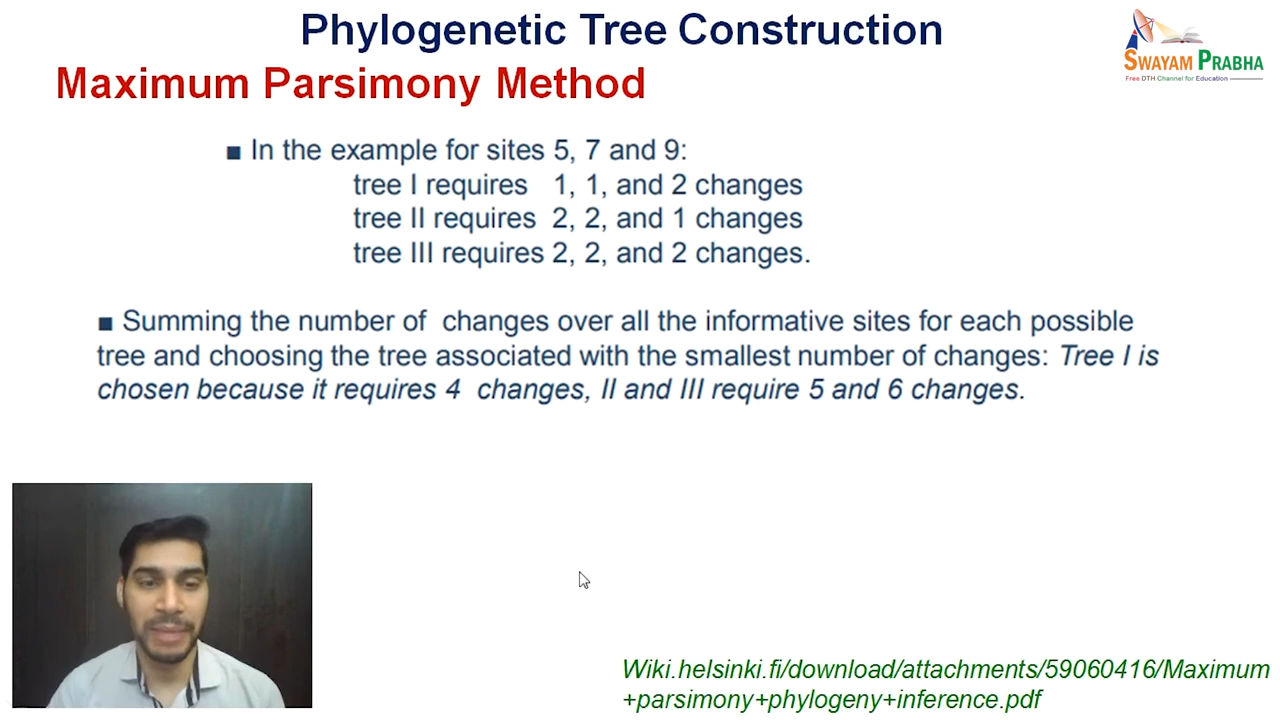 Phylogenetic Tree Construction
SWAYAM PRABHA
Free DTH Channel for Education
Maximum Parsimony Method
■ In the example for sites 5, 7 and 9:
tree I requires 1, 1, and 2 changes
tree II requires 2, 2, and 1 changes
tree III requires 2, 2, and 2 changes.
■ Summing the number of changes over all the informative sites for each possible
tree and choosing the tree associated with the smallest number of changes: Tree I is
chosen because it requires 4 changes, II and III require 5 and 6 changes.
Wiki.helsinki.fi/download/attachments/59060416/Maximum
+parsimony+phylogeny+inference.pdf